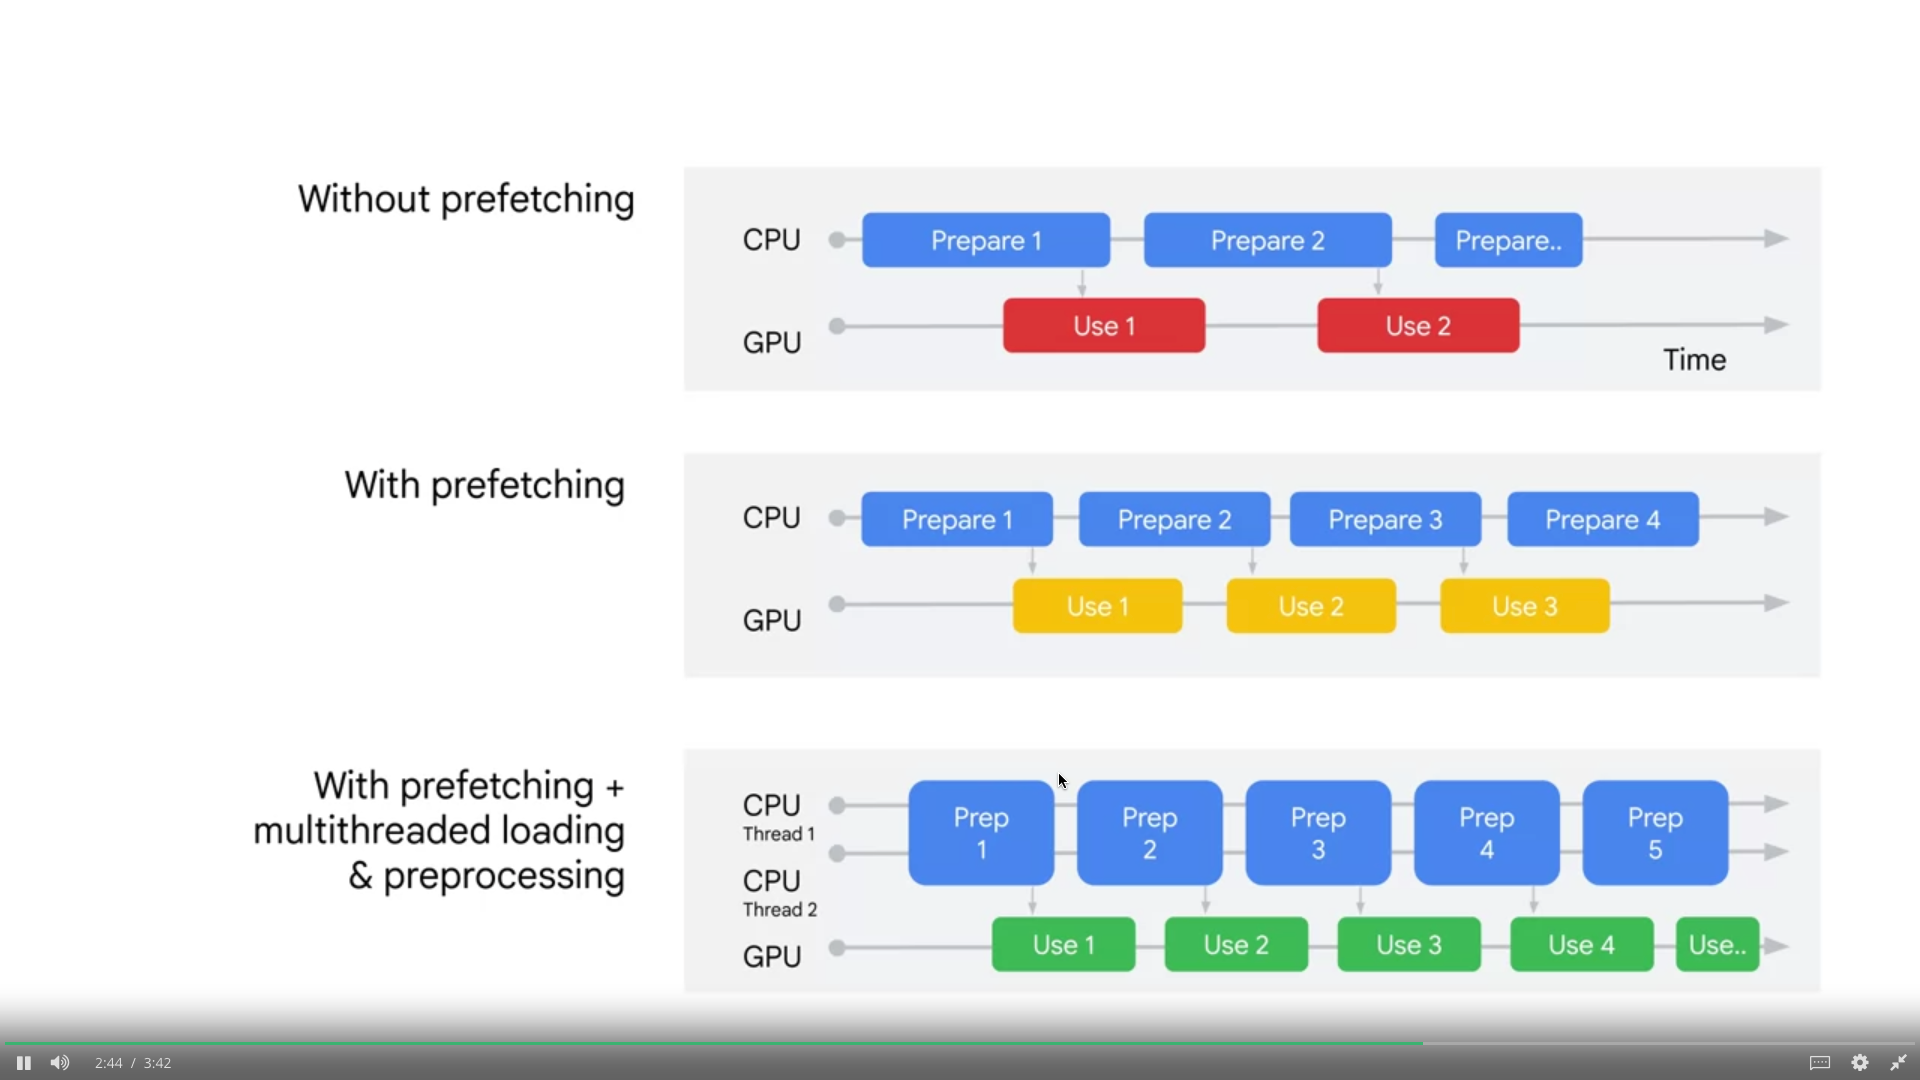 Without prefetching
CPU
Prepare 1
Prepare 2
Prepare..
GPU
Use 1
Use 2
Time
With prefetching
CPU
Prepare 1
Prepare 2
Prepare 3
Prepare 4
GPU
Use 1
Use 2
Use 3
With prefetching +
multithreaded loading
& preprocessing
CPU
Thread 1
CPU
Thread 2
Prep
1
Prep
2
Prep
3
Prep
4
Prep
5
GPU
Use 1
Use 2
Use 3
Use 4
Use..
2:44 / 3:42